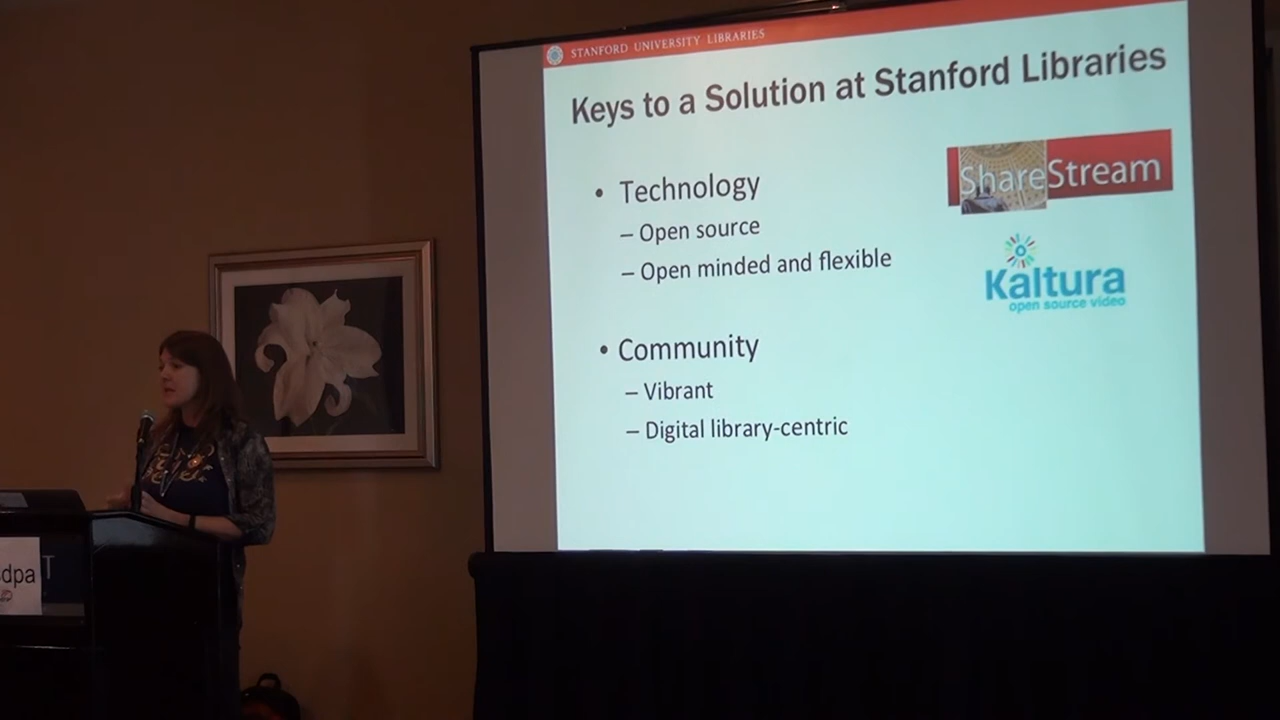 STANFORD UNIVERSITY LIBRARIES
Keys to a Solution at Stanford Libraries
• Technology
– Open source
– Open minded and flexible
• Community
– Vibrant
– Digital library-centric
ShareStream
Kaltura
open source video
dpa
T